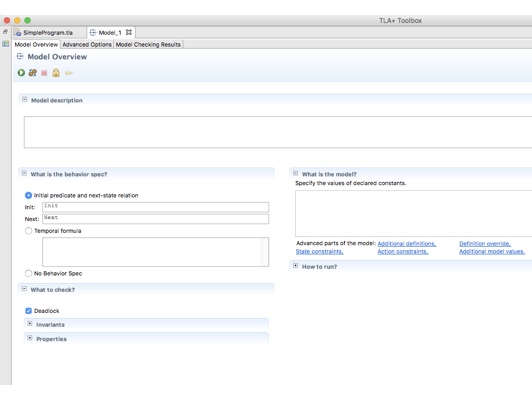 TLA+ Toolbox
SimpleProgram.tla
Model_1
Model Overview Advanced Options Model Checking Results
Model Overview
Model description
What is the behavior spec?
Initial predicate and next-state relation
Init: Init
Next: Next
Temporal formula
No Behavior Spec
What to check?
Deadlock
Invariants
Properties
What is the model?
Specify the values of declared constants.
Advanced parts of the model: Additional definitions, Definition override,
State constraints, Action constraints, Additional model values.
How to run?